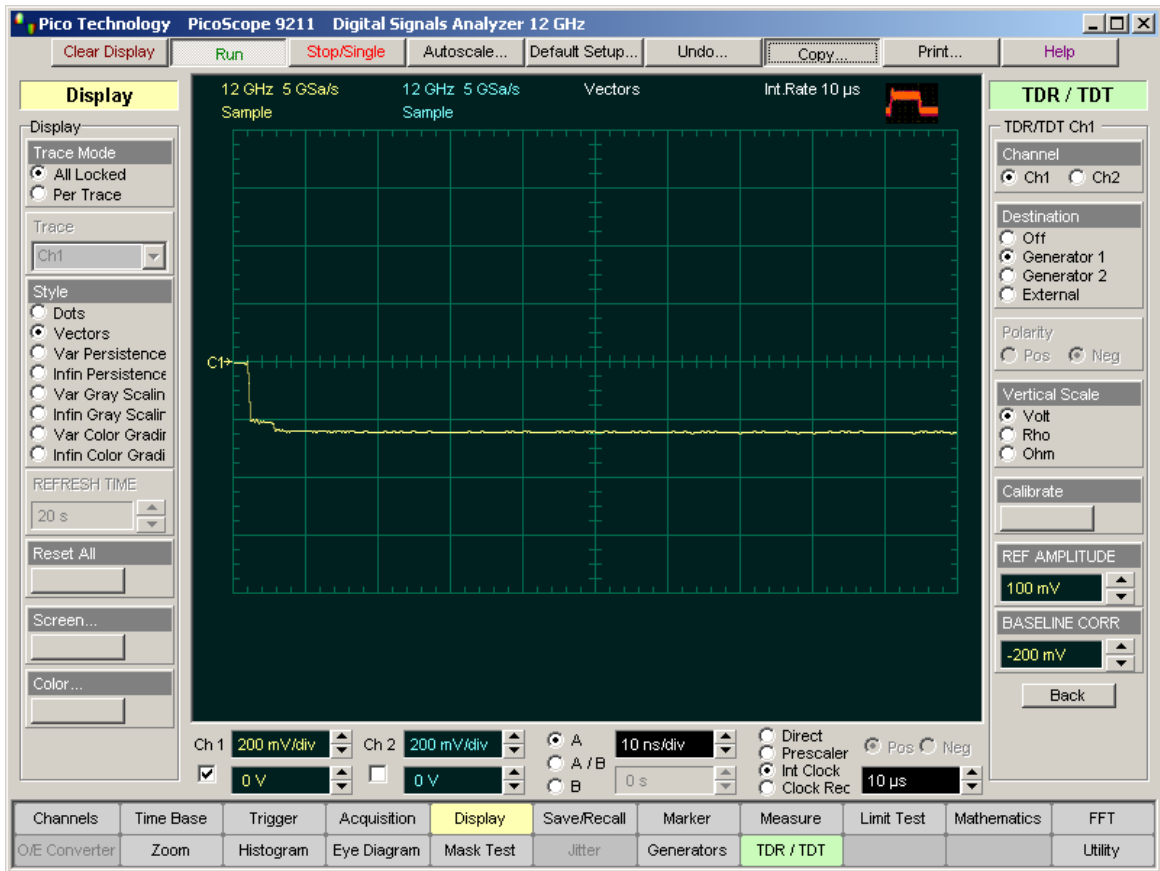 Pico Technology PicoScope 9211 Digital Signals Analyzer 12 GHz
Clear Display Run Stop/Single Autoscale... Default Setup... Undo... Copy... Print... Help
Display
Display
Trace Mode
All Locked
Per Trace
Trace
Ch1
Style
Dots
Vectors
Var Persistence
Infin Persistence
Var Gray Scalin
Infin Gray Scalin
Var Color Gradir
Infin Color Gradi
REFRESH TIME
20 s
Reset All
Screen...
Color...
12 GHz 5 GSa/s 12 GHz 5 GSa/s Vectors Int.Rate 10 µs
Sample Sample
C1
TDR / TDT
TDR/TDT Ch1
Channel
Ch1 Ch2
Destination
Off
Generator 1
Generator 2
External
Polarity
Pos Neg
Vertical Scale
Volt
Rho
Ohm
Calibrate
REF AMPLITUDE
100 mV
BASELINE CORR
-200 mV
Back
Ch 1 200 mV/div Ch 2 200 mV/div
0 V 0 V
A
A / B
B
10 ns/div
0 s
Direct
Prescaler
Int Clock
Clock Rec
Pos Neg
10 µs
Channels Time Base Trigger Acquisition Display Save/Recall Marker Measure Limit Test Mathematics FFT
O/E Converter Zoom Histogram Eye Diagram Mask Test Jitter Generators TDR / TDT Utility